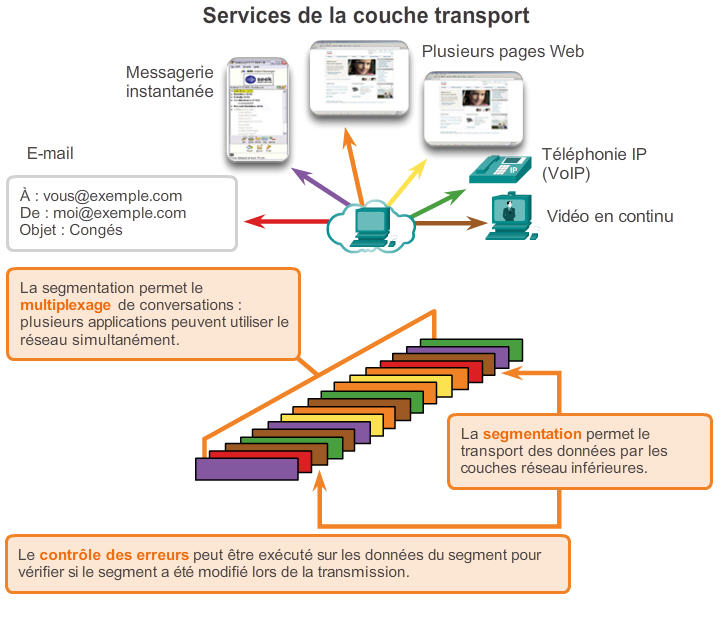 Services de la couche transport
Messagerie
instantanée
Plusieurs pages Web
seek
E-mail
Téléphonie IP
(VoIP)
IP
À : vous@exemple.com
De : moi@exemple.com
Objet : Congés
Vidéo en continu
La segmentation permet le
multiplexage de conversations :
plusieurs applications peuvent utiliser le
réseau simultanément.
La segmentation permet le
transport des données par les
couches réseau inférieures.
Le contrôle des erreurs peut être exécuté sur les données du segment pour
vérifier si le segment a été modifié lors de la transmission.